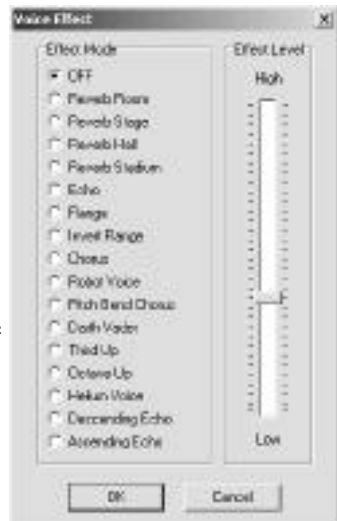 Voice Effect
Effect Mode
OFF
Reverb Room
Reverb Stage
Reverb Hall
Reverb Stadium
Echo
Flange
Invert Flange
Chorus
Robot Voice
Pitch Bend Chorus
Darth Vader
Third Up
Octave Up
Helium Voice
Descending Echo
Ascending Echo
Effect Level
High
Low
OK
Cancel